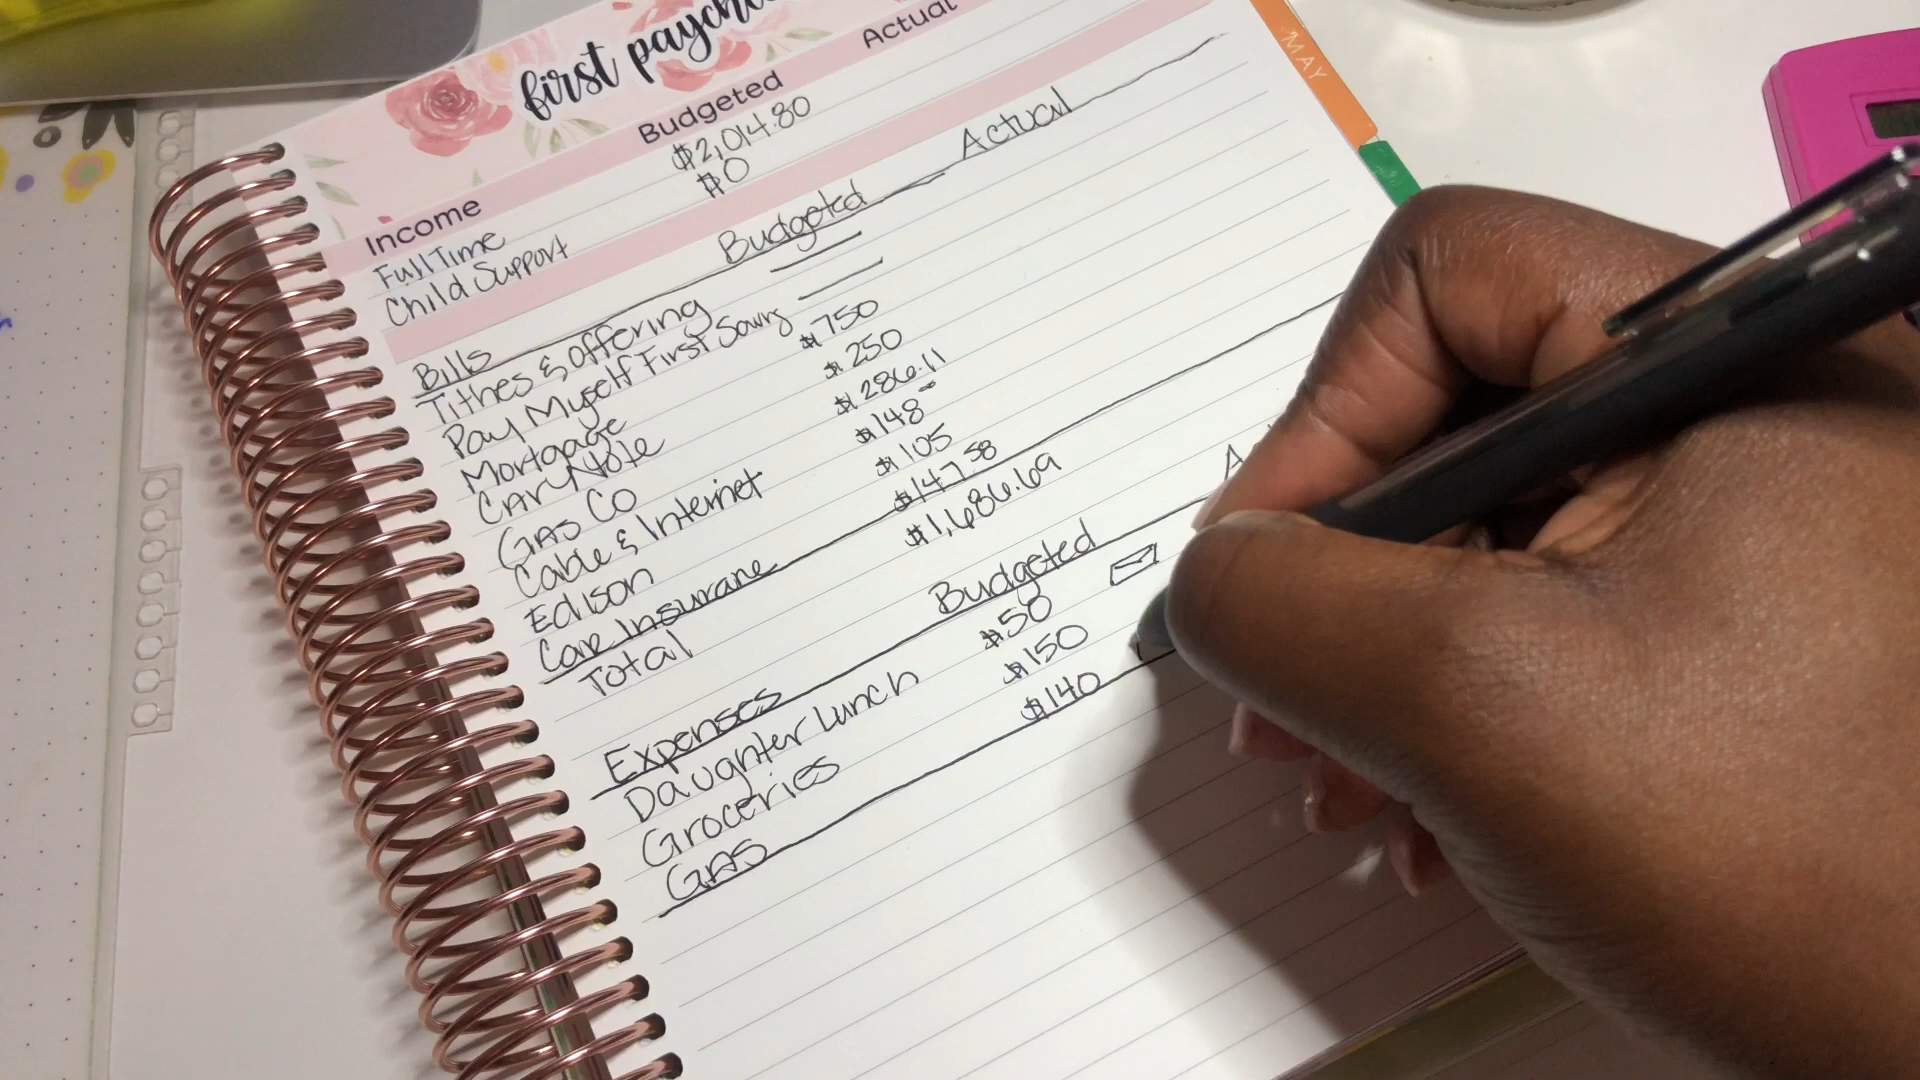 first paych
Income Budgeted Actual
Full Time $2,014.80
Child Support $0
Bills Budgeted Actual
Tithes & offering —
Pay Myself First Savng —
Mortgage $750
CAr Note $250
GAS CO $286.11
Cable & Internet $148 -
Edison $105
Care Insurane $147.58
Total $1,686.69
Expenses Budgeted A
Daughter Lunch $50
Groceries $150
GAS $140
MAY